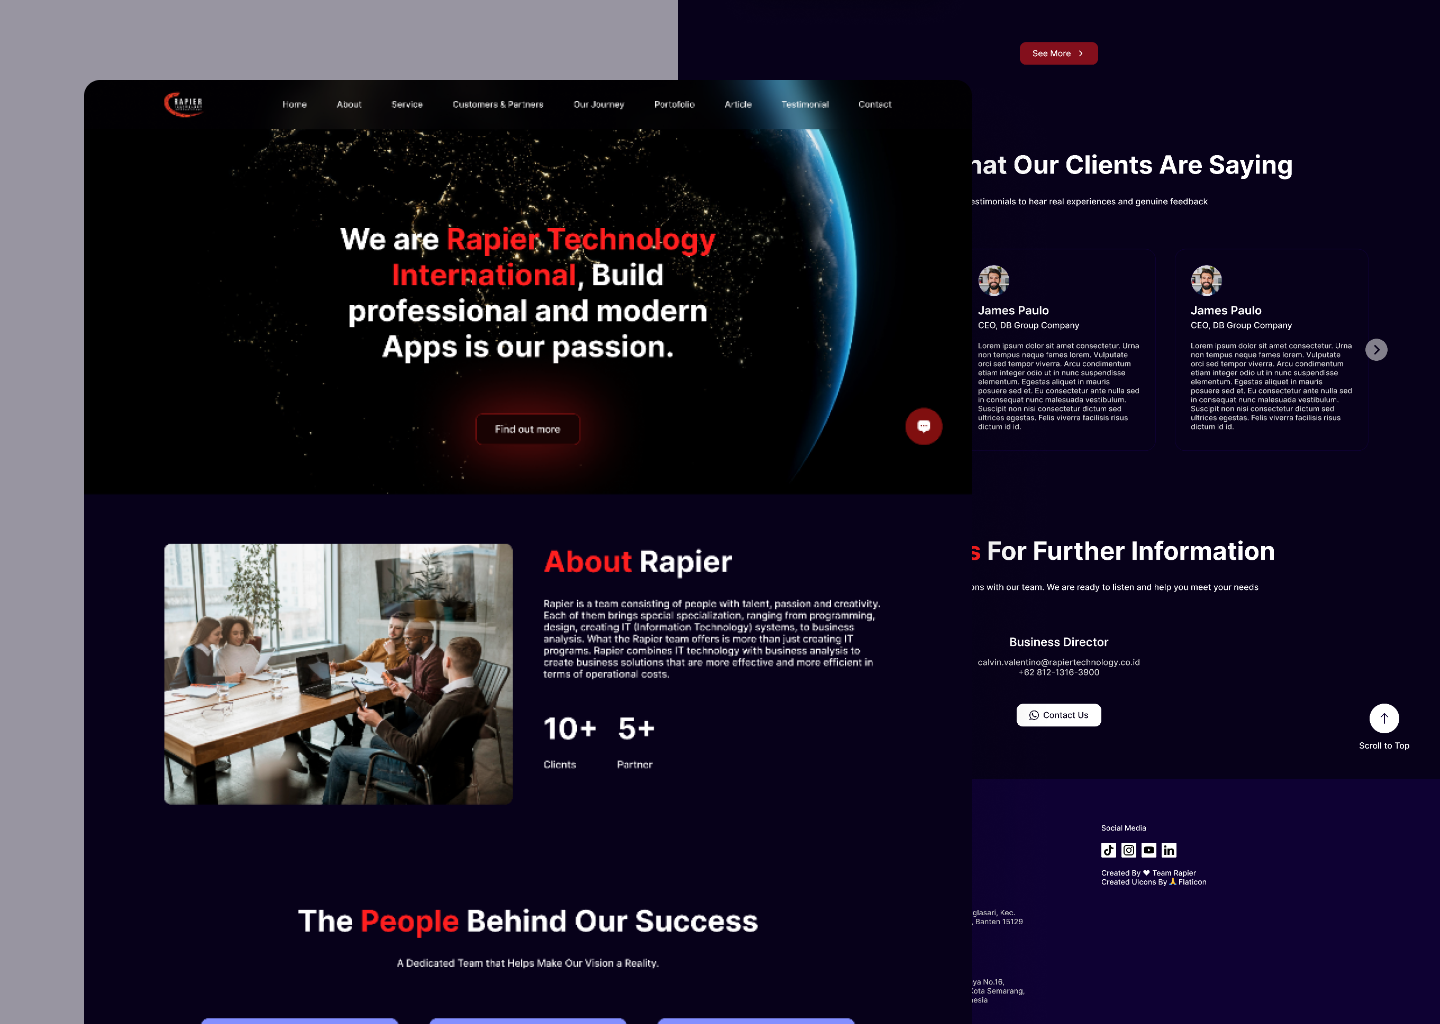 RAPIER
Home
About
Service
Customers & Partners
Our Journey
Portofolio
Article
Testimonial
Contact
We are Rapier Technology
International, Build
professional and modern
Apps is our passion.
Find out more
About Rapier
Rapier is a team consisting of people with talent, passion and creativity.
Each of them brings special specialization, ranging from programming,
design, creating IT (Information Technology) systems, to business
analysis. What the Rapier team offers is more than just creating IT
programs. Rapier combines IT technology with business analysis to
create business solutions that are more effective and more efficient in
terms of operational costs.
10+
Clients
5+
Partner
The People Behind Our Success
A Dedicated Team that Helps Make Our Vision a Reality.
See More
hat Our Clients Are Saying
estimonials to hear real experiences and genuine feedback
James Paulo
CEO, DB Group Company
Lorem ipsum dolor sit amet consectetur. Urna
non tempus neque fames lorem. Vulputate
orci sed tempor viverra. Arcu condimentum
etiam integer odio ut in nunc suspendisse
elementum. Egestas aliquet in mauris
posuere sed et. Eu consectetur ante nulla sed
in consequat nunc malesuada vestibulum.
Suscipit non nisi consectetur dictum sed
ultrices egestas. Felis viverra facilisis risus
dictum id id.
James Paulo
CEO, DB Group Company
Lorem ipsum dolor sit amet consectetur. Urna
non tempus neque fames lorem. Vulputate
orci sed tempor viverra. Arcu condimentum
etiam integer odio ut in nunc suspendisse
elementum. Egestas aliquet in mauris
posuere sed et. Eu consectetur ante nulla sed
in consequat nunc malesuada vestibulum.
Suscipit non nisi consectetur dictum sed
ultrices egestas. Felis viverra facilisis risus
dictum id id.
s For Further Information
ons with our team. We are ready to listen and help you meet your needs
Business Director
calvin.valentino@rapiertechnology.co.id
+62 812-1316-3900
Contact Us
Scroll to Top
Social Media
Created By ♥ Team Rapier
Created UIcons By 🙏 Flaticon
glasari, Kec.
, Banten 15129
ya No.16,
Kota Semarang,
nesia